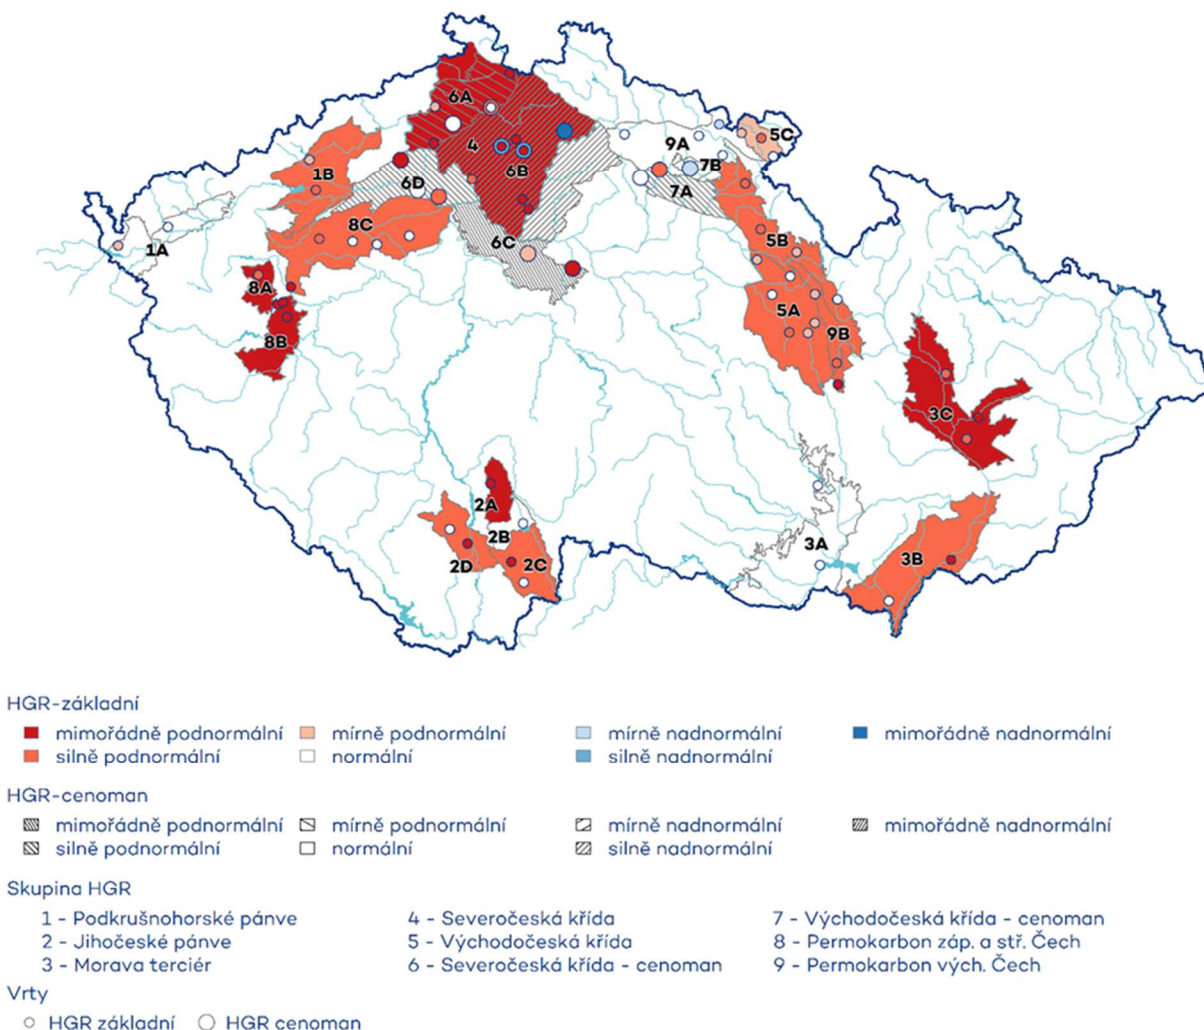 6A
5C
9A
4
7B
6B
1B
6D
7A
8C
6C
5B
1A
8A
5A
8B
9B
3C
2A
2B
3A
2D
2C
3B
HGR-základní
mimořádně podnormální mírně podnormální mírně nadnormální mimořádně nadnormální
silně podnormální normální silně nadnormální
HGR-cenoman
mimořádně podnormální mírně podnormální mírně nadnormální mimořádně nadnormální
silně podnormální normální silně nadnormální
Skupina HGR
1 - Podkrušnohorské pánve 4 - Severočeská křída 7 - Východočeská křída - cenoman
2 - Jihočeské pánve 5 - Východočeská křída 8 - Permokarbon záp. a stř. Čech
3 - Morava terciér 6 - Severočeská křída - cenoman 9 - Permokarbon vých. Čech
Vrty
HGR základní HGR cenoman